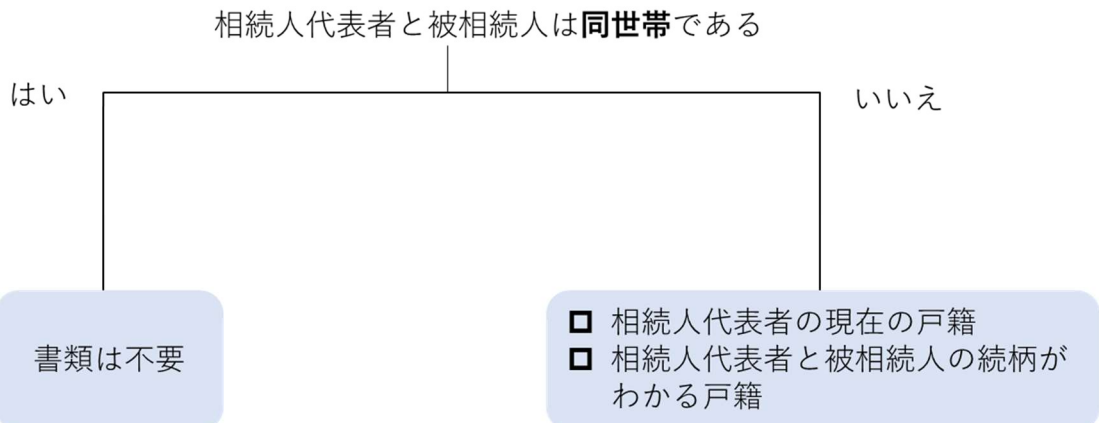 相続人代表者と被相続人は同世帯である
はい
いいえ
書類は不要
相続人代表者の現在の戸籍
相続人代表者と被相続人の続柄が
わかる戸籍